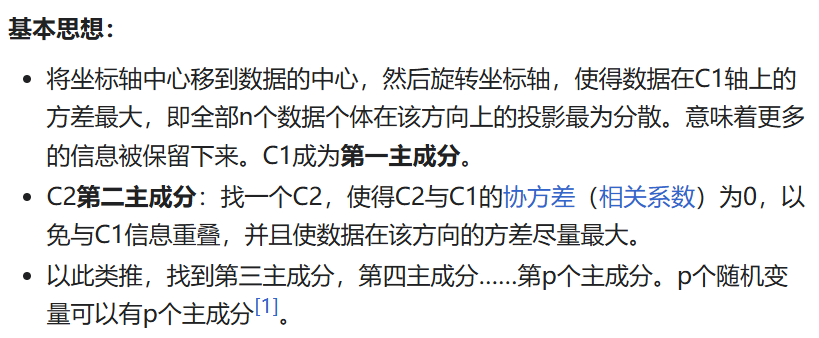 基本思想：
• 将坐标轴中心移到数据的中心，然后旋转坐标轴，使得数据在C1轴上的
方差最大，即全部n个数据个体在该方向上的投影最为分散。意味着更多
的信息被保留下来。C1成为第一主成分。
• C2第二主成分：找一个C2，使得C2与C1的协方差（相关系数）为0，以
免与C1信息重叠，并且使数据在该方向的方差尽量最大。
• 以此类推，找到第三主成分，第四主成分......第p个主成分。p个随机变
量可以有p个主成分[1]。